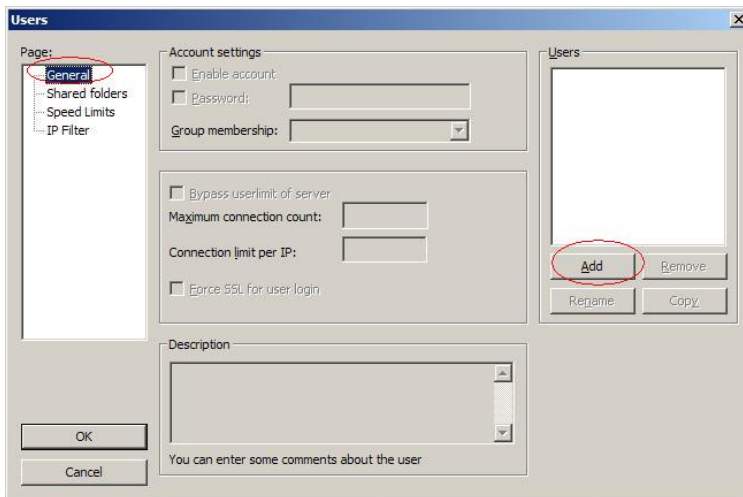 Users
Page:
General
Shared folders
Speed Limits
IP Filter
OK
Cancel
Account settings
Enable account
Password:
Group membership:
Bypass userlimit of server
Maximum connection count:
Connection limit per IP:
Force SSL for user login
Description
You can enter some comments about the user
Users
Add
Remove
Rename
Copy